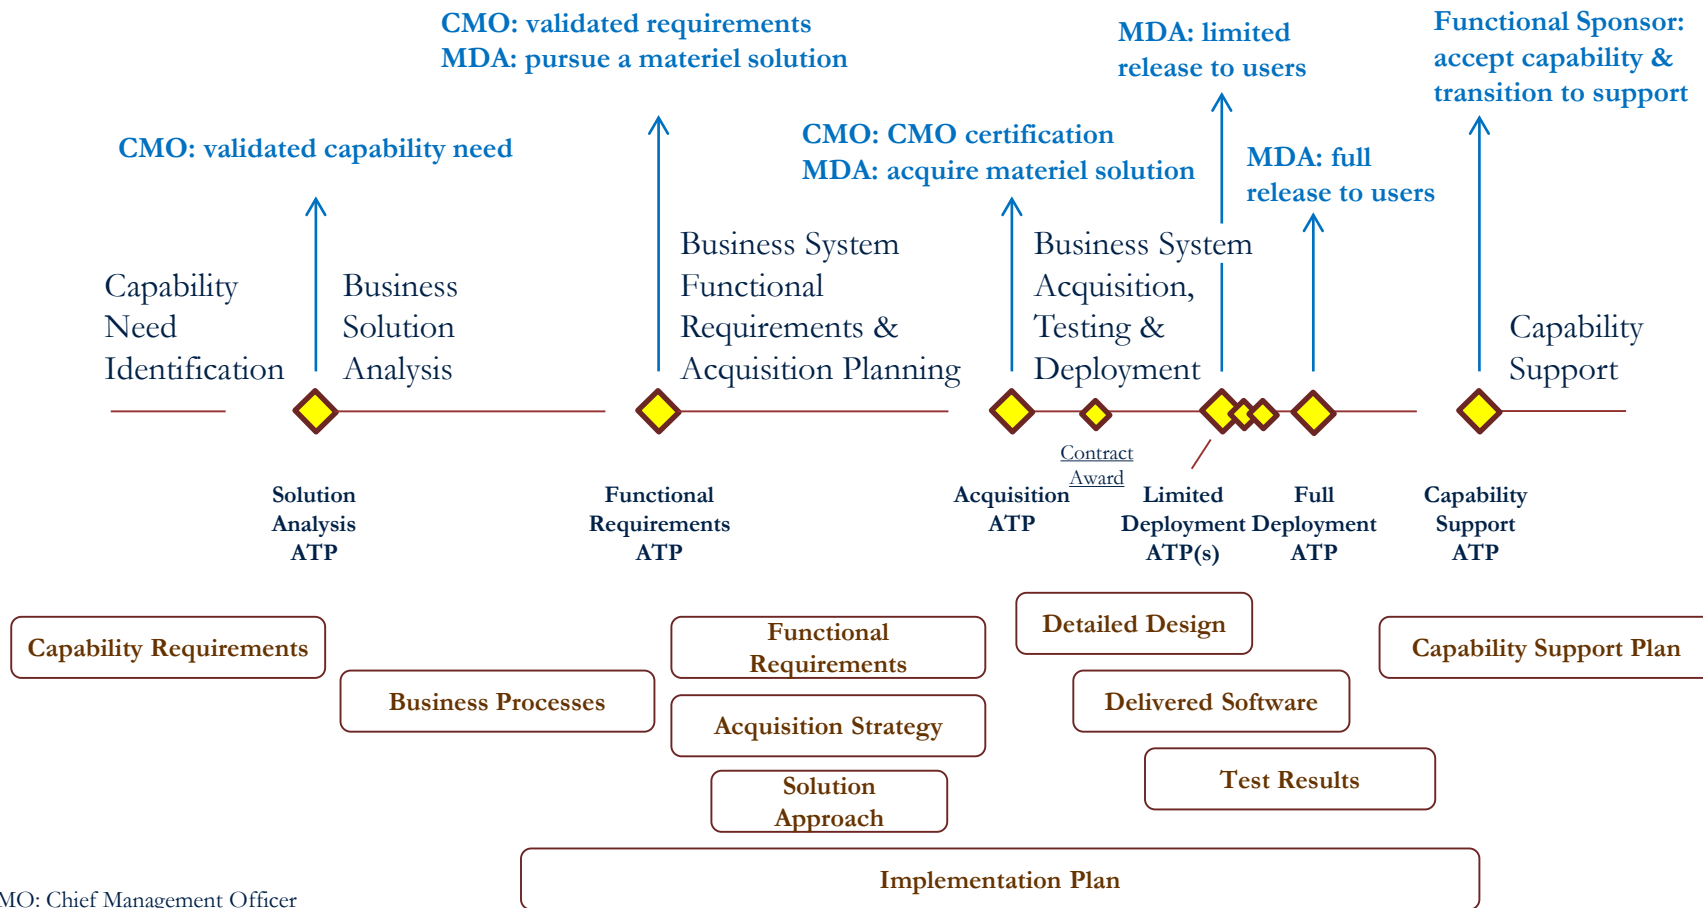 CMO: validated requirements
MDA: pursue a materiel solution
MDA: limited
release to users
Functional Sponsor:
accept capability &
transition to support
CMO: validated capability need
CMO: CMO certification
MDA: acquire materiel solution
MDA: full
release to users
Capability
Need
Identification
Business
Solution
Analysis
Business System
Functional
Requirements &
Acquisition Planning
Business System
Acquisition,
Testing &
Deployment
Capability
Support
Contract
Award
Solution
Analysis
ATP
Functional
Requirements
ATP
Acquisition
ATP
Limited
Deployment
ATP(s)
Full
Deployment
ATP
Capability
Support
ATP
Capability Requirements
Business Processes
Functional
Requirements
Acquisition Strategy
Solution
Approach
Detailed Design
Delivered Software
Test Results
Capability Support Plan
Implementation Plan
MO: Chief Management Officer